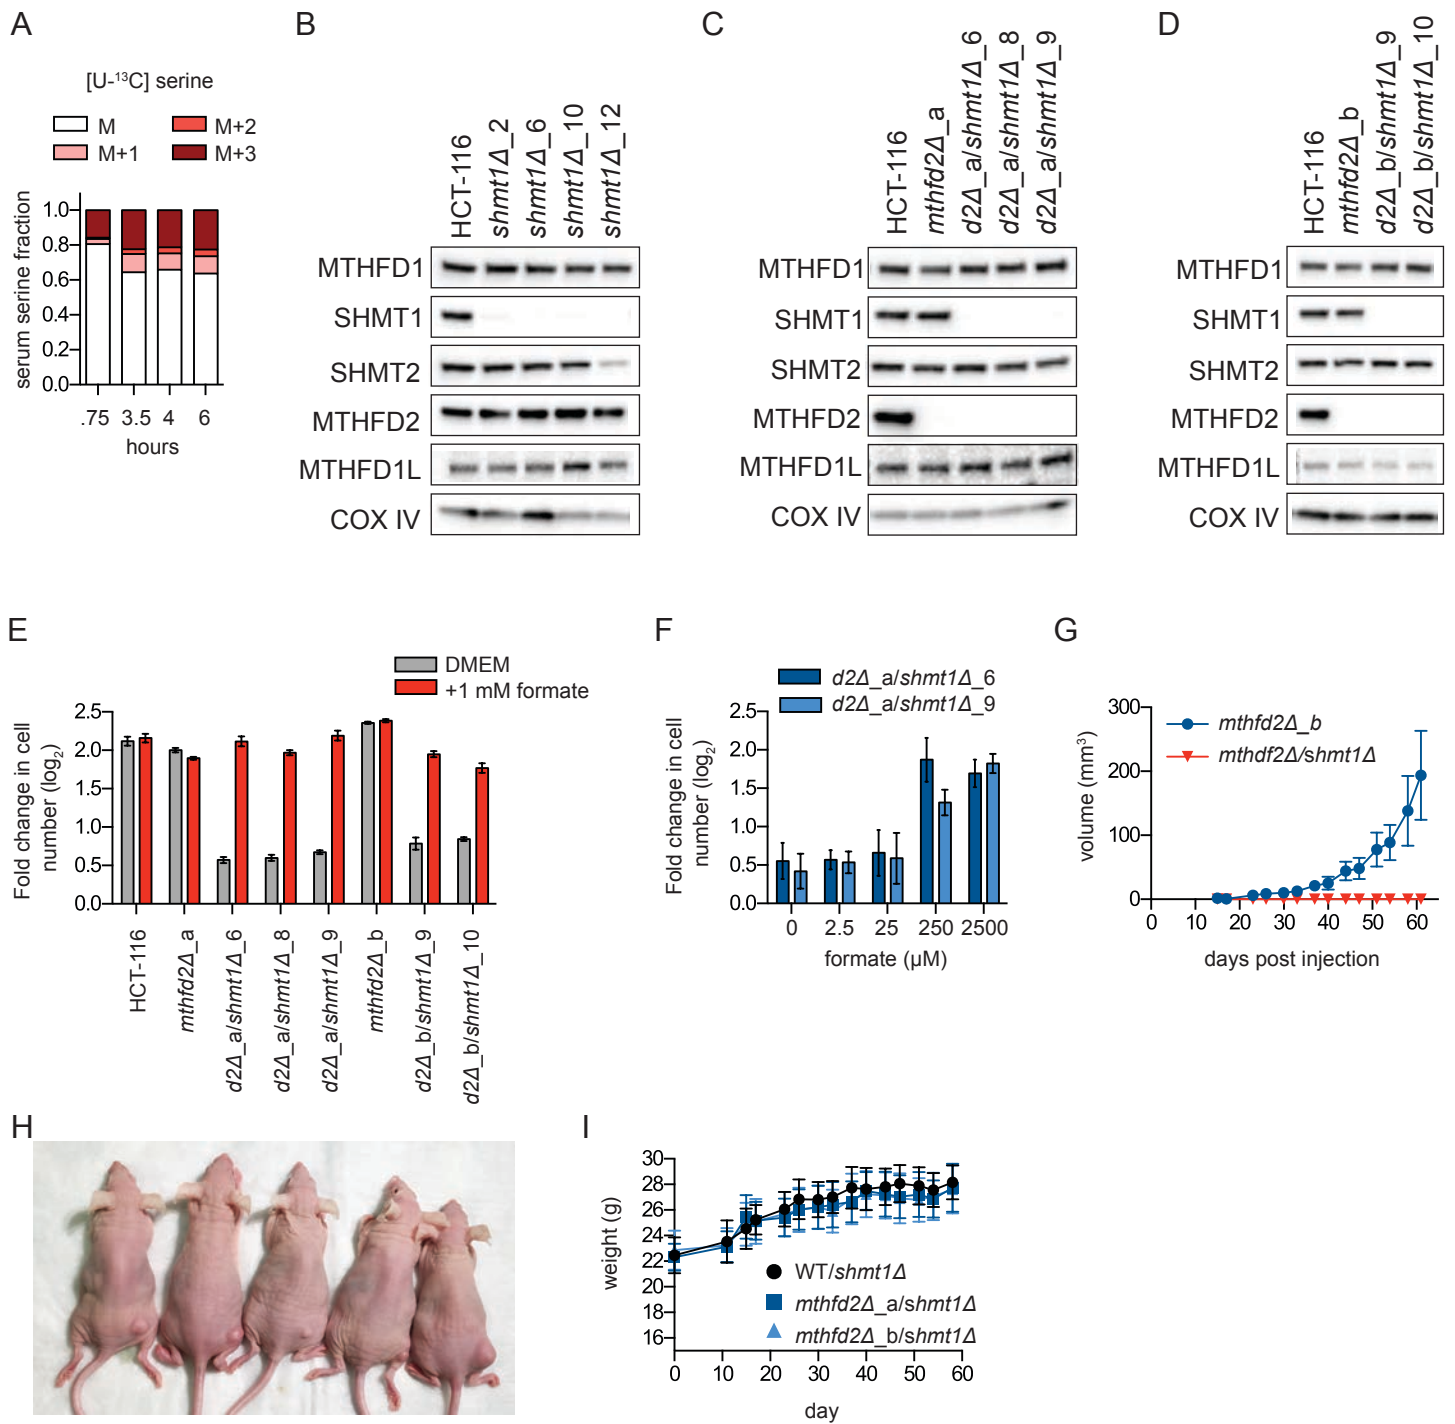 A
[U-¹³C] serine
M
M+2
M+1
M+3
serum serine fraction
1.0
0.8
0.6
0.4
0.2
0.0
.75 3.5 4 6
hours
B
HCT-116
shmt1Δ_2
shmt1Δ_6
shmt1Δ_10
shmt1Δ_12
MTHFD1
SHMT1
SHMT2
MTHFD2
MTHFD1L
COX IV
C
HCT-116
mthfd2Δ_a
d2Δ_a/shmt1Δ_6
d2Δ_a/shmt1Δ_8
d2Δ_a/shmt1Δ_9
MTHFD1
SHMT1
SHMT2
MTHFD2
MTHFD1L
COX IV
D
HCT-116
mthfd2Δ_b
d2Δ_b/shmt1Δ_9
d2Δ_b/shmt1Δ_10
MTHFD1
SHMT1
SHMT2
MTHFD2
MTHFD1L
COX IV
E
DMEM
+1 mM formate
Fold change in cell
number (log₂)
2.5
2.0
1.5
1.0
0.5
0.0
HCT-116
mthfd2Δ_a
d2Δ_a/shmt1Δ_6
d2Δ_a/shmt1Δ_8
d2Δ_a/shmt1Δ_9
mthfd2Δ_b
d2Δ_b/shmt1Δ_9
d2Δ_b/shmt1Δ_10
F
d2Δ_a/shmt1Δ_6
d2Δ_a/shmt1Δ_9
Fold change in cell
number (log₂)
2.5
2.0
1.5
1.0
0.5
0.0
0 2.5 25 250 2500
formate (µM)
G
mthfd2Δ_b
mthdf2Δ/shmt1Δ
volume (mm³)
300
200
100
0
0 10 20 30 40 50 60
days post injection
H
I
weight (g)
30
28
26
24
22
20
18
16
WT/shmt1Δ
mthfd2Δ_a/shmt1Δ
mthfd2Δ_b/shmt1Δ
0 10 20 30 40 50 60
day